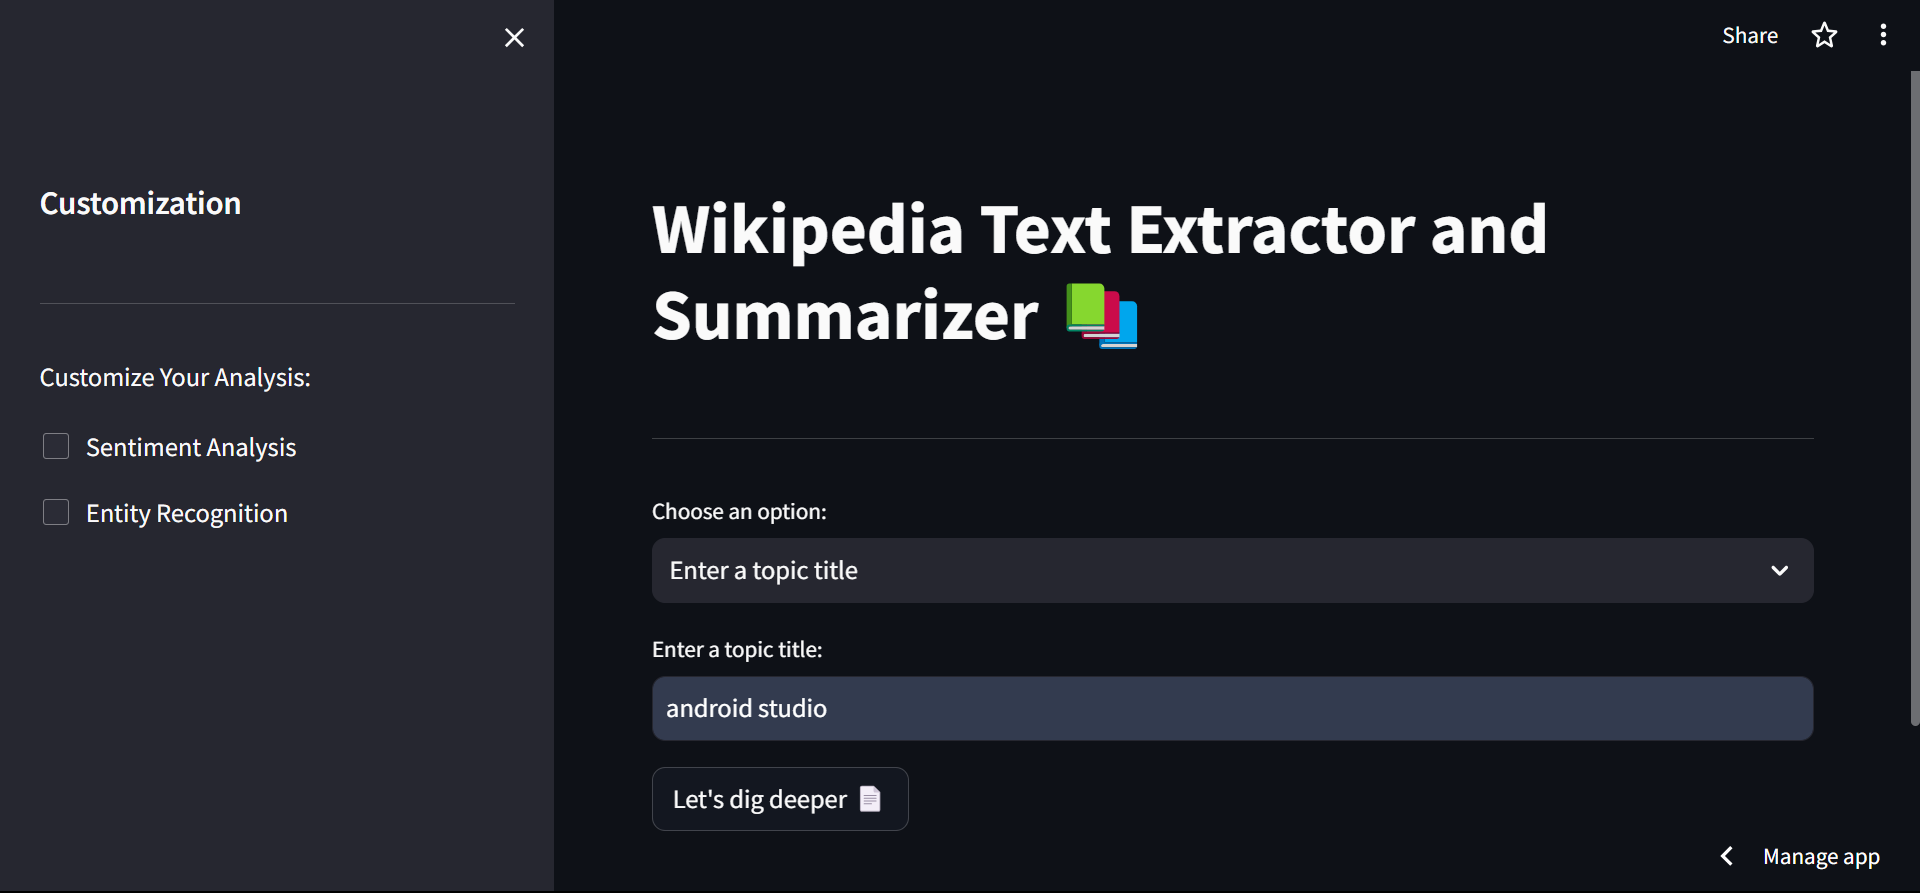 Share
Customization
Customize Your Analysis:
Sentiment Analysis
Entity Recognition
Wikipedia Text Extractor and
Summarizer
Choose an option:
Enter a topic title
Enter a topic title:
android studio
Let's dig deeper
Manage app